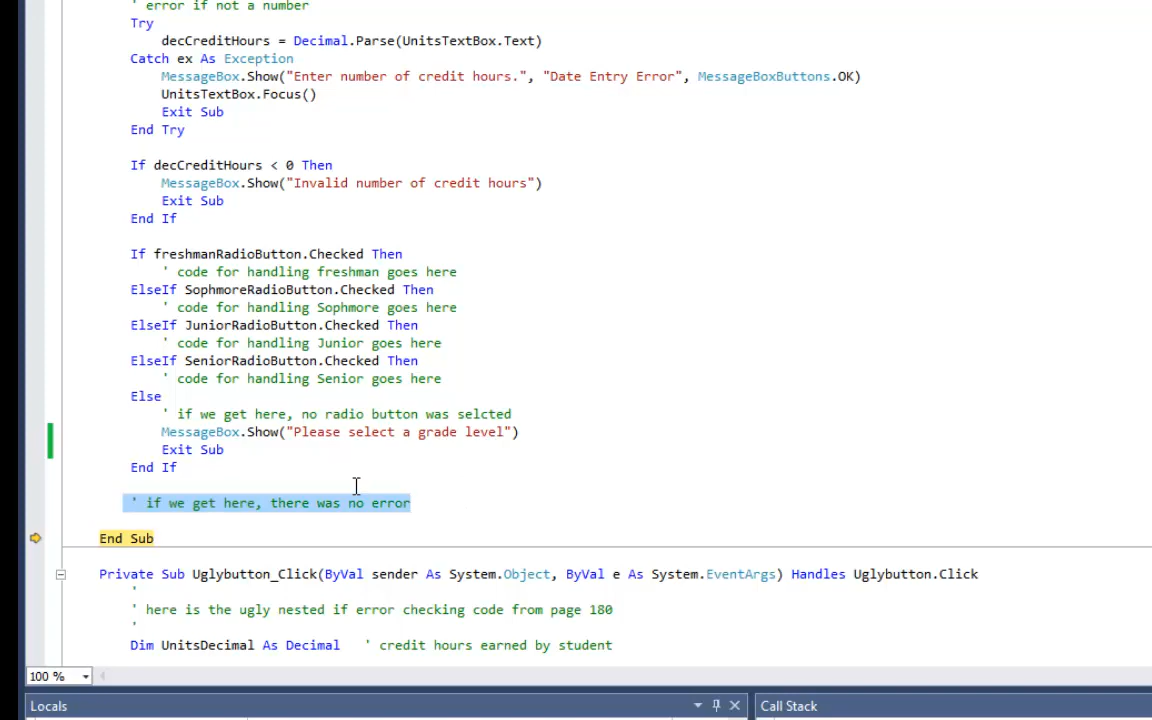 ' error if not a number
Try
decCreditHours = Decimal.Parse(UnitsTextBox.Text)
Catch ex As Exception
MessageBox.Show("Enter number of credit hours.", "Date Entry Error", MessageBoxButtons.OK)
UnitsTextBox.Focus()
Exit Sub
End Try
If decCreditHours < 0 Then
MessageBox.Show("Invalid number of credit hours")
Exit Sub
End If
If freshmanRadioButton.Checked Then
' code for handling freshman goes here
ElseIf SophmoreRadioButton.Checked Then
' code for handling Sophmore goes here
ElseIf JuniorRadioButton.Checked Then
' code for handling Junior goes here
ElseIf SeniorRadioButton.Checked Then
' code for handling Senior goes here
Else
' if we get here, no radio button was selcted
MessageBox.Show("Please select a grade level")
Exit Sub
End If
' if we get here, there was no error
End Sub
Private Sub Uglybutton_Click(ByVal sender As System.Object, ByVal e As System.EventArgs) Handles Uglybutton.Click
'
' here is the ugly nested if error checking code from page 180
'
Dim UnitsDecimal As Decimal ' credit hours earned by student
100 %
Locals
Call Stack